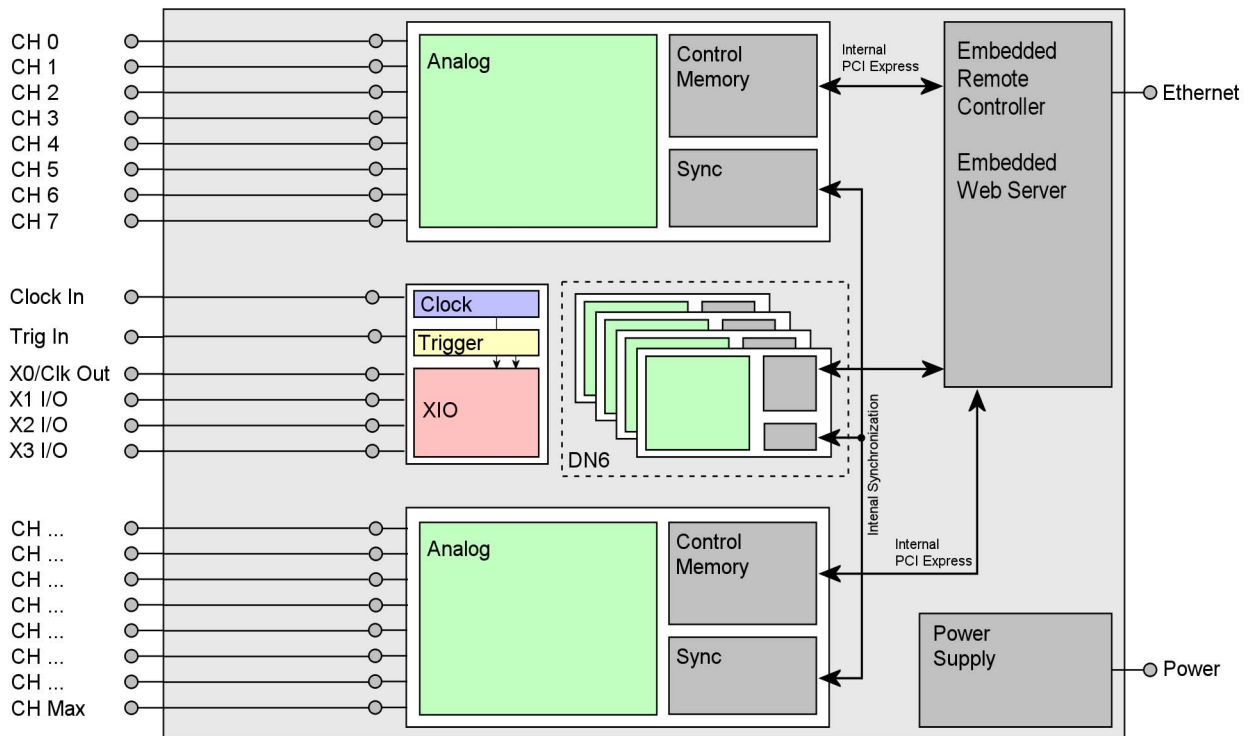 CH 0
CH 1
CH 2
CH 3
CH 4
CH 5
CH 6
CH 7
Analog
Control
Memory
Sync
Internal
PCI Express
Embedded
Remote
Controller
Embedded
Web Server
Ethernet
Clock In
Trig In
X0/Clk Out
X1 I/O
X2 I/O
X3 I/O
Clock
Trigger
XIO
DN6
Intenal Synchronization
CH ...
CH ...
CH ...
CH ...
CH ...
CH ...
CH ...
CH Max
Analog
Control
Memory
Sync
Internal
PCI Express
Power
Supply
Power